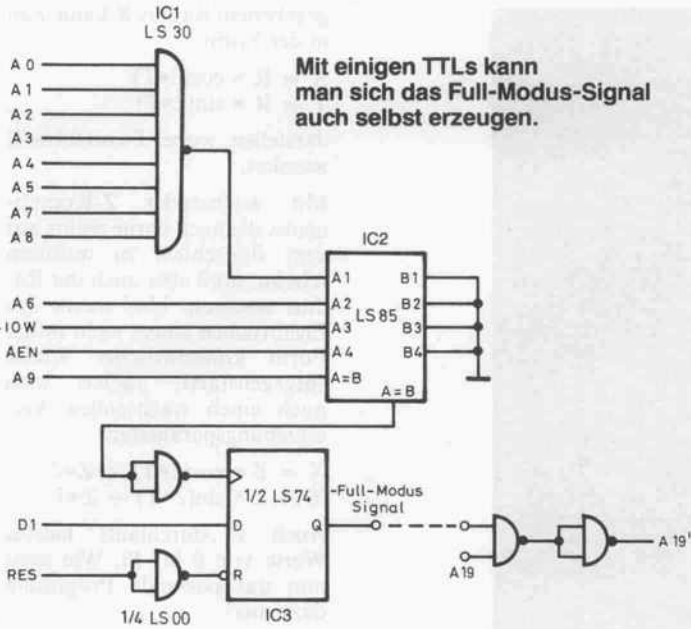 IC1
LS 30
A 0
A 1
A 2
A 3
A 4
A 5
A 7
A 8
Mit einigen TTLs kann
man sich das Full-Modus-Signal
auch selbst erzeugen.
IC2
A 6
-IOW
AEN
A 9
A1 B1
A2 B2
A3 LS 85 B3
A4 B4
A=B
A=B
1/2 LS 74
D1
D
Q
-Full-Modus
Signal
A 19'
A19
RES
R
1/4 LS 00
IC3